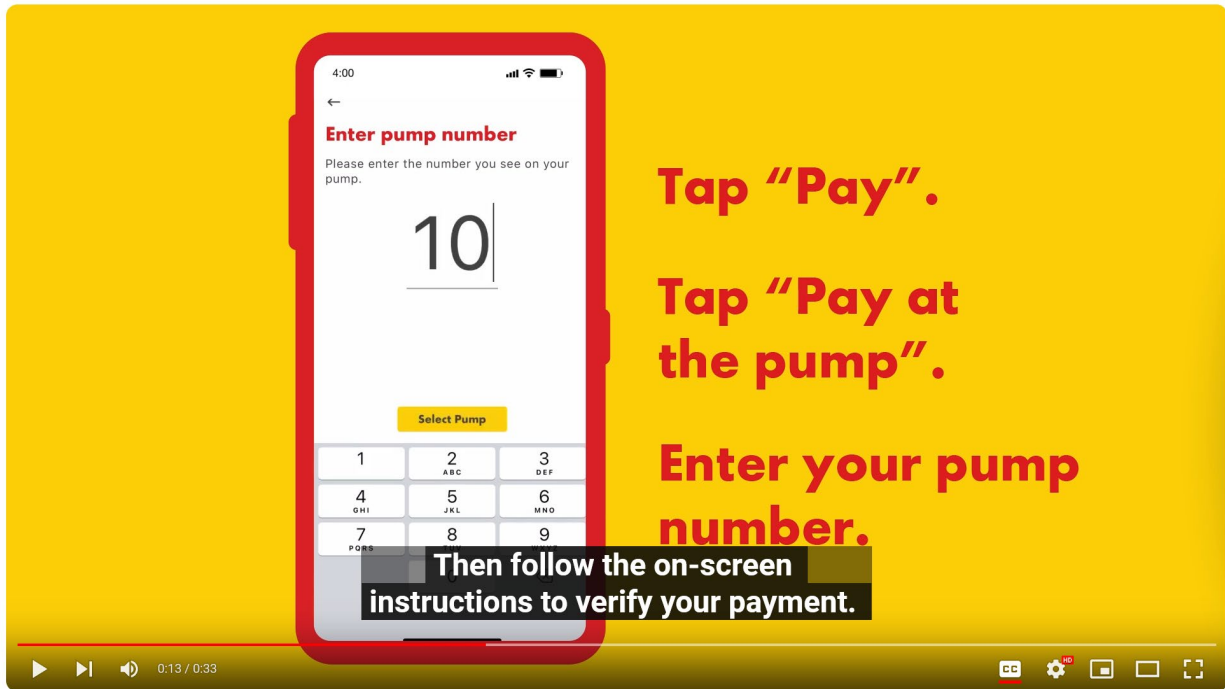 4:00
Enter pump number
Please enter the number you see on your
pump.
10
Select Pump
1
2
ABC
3
DEF
4
GHI
5
JKL
6
MNO
7
PQRS
8
9
Tap “Pay”.
Tap “Pay at
the pump”.
Enter your pump
number.
Then follow the on-screen
instructions to verify your payment.
0:13 / 0:33
CC
HD